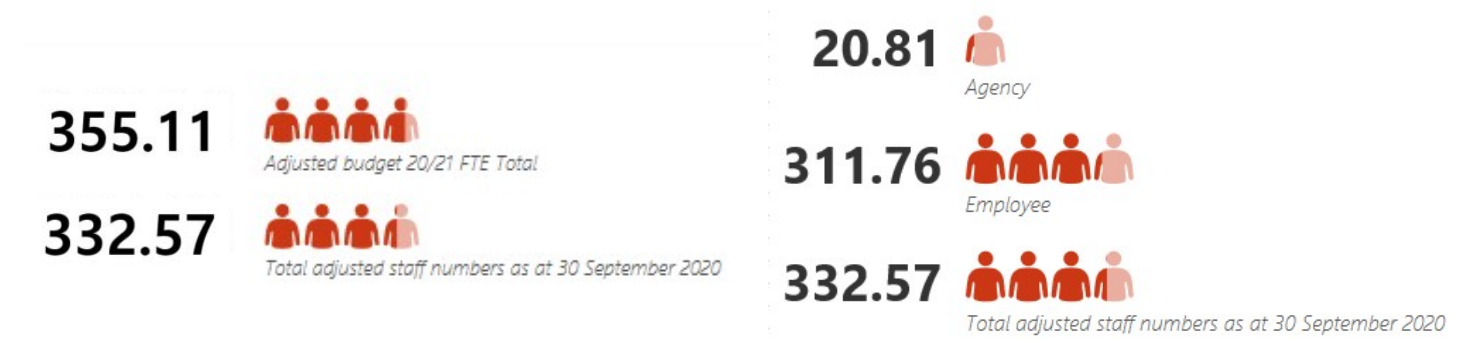 355.11
Adjusted budget 20/21 FTE Total
332.57
Total adjusted staff numbers as at 30 September 2020
20.81
Agency
311.76
Employee
332.57
Total adjusted staff numbers as at 30 September 2020